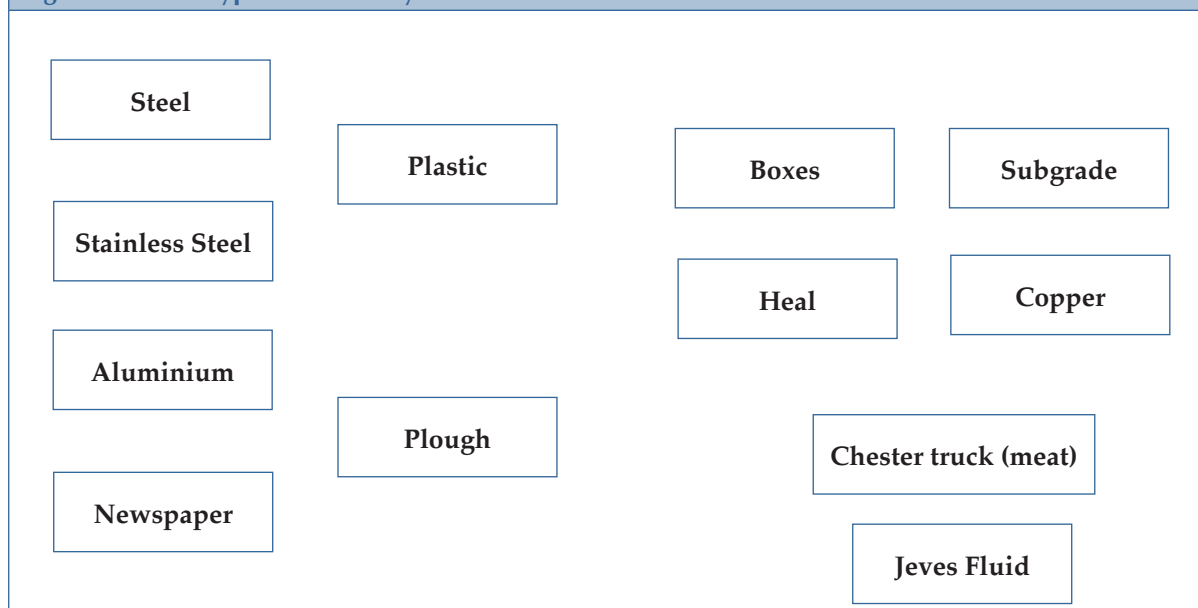 Steel
Plastic
Boxes
Subgrade
Stainless Steel
Heal
Copper
Aluminium
Plough
Chester truck (meat)
Newspaper
Jeves Fluid